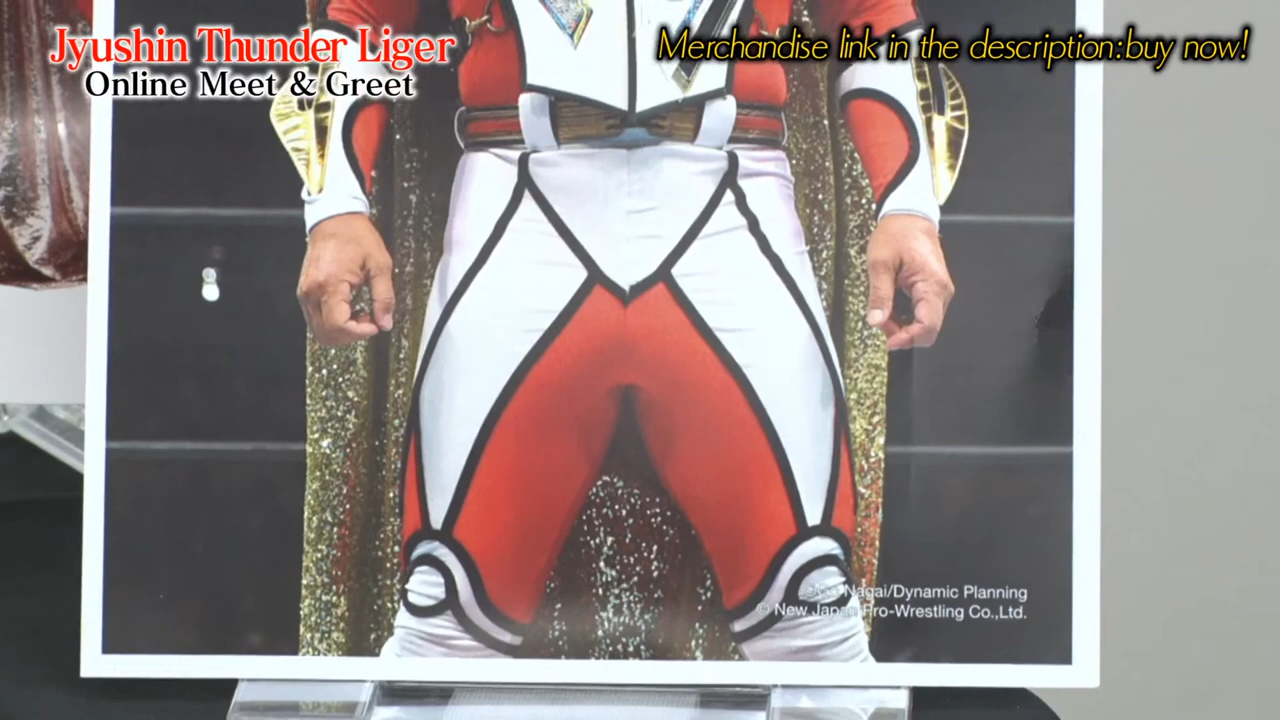 Jyushin Thunder Liger
Online Meet & Greet
Merchandise link in the description:buy now!
Nagai/Dynamic Planning
© New Japan Pro-Wrestling Co.,Ltd.